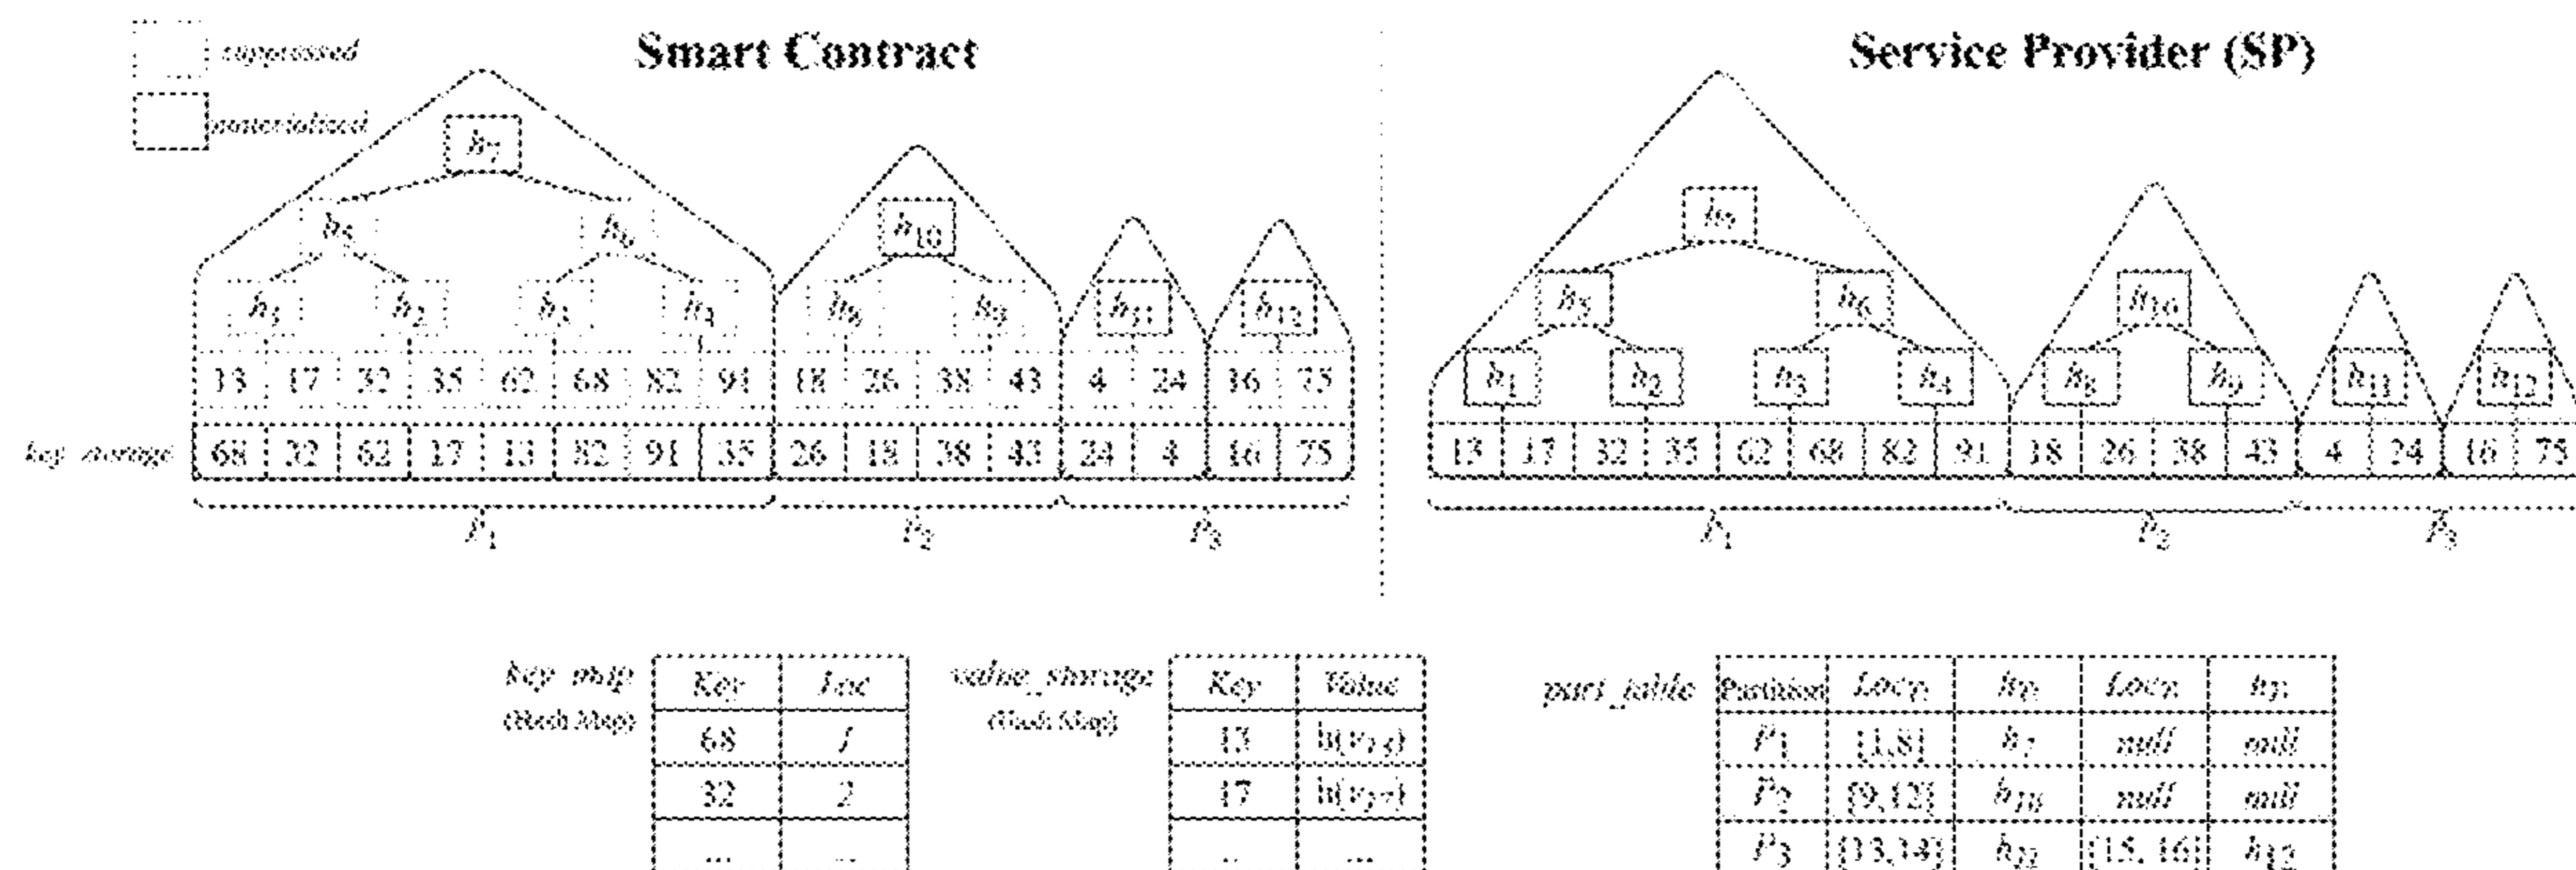 suppressed
materialized
Smart Contract
h7
h5 h6 h10
h1 h2 h3 h4 h8 h9 h11 h12
13 17 32 35 62 68 82 91 18 26 38 43 4 24 16 75
key_storage 68 32 62 17 13 82 91 35 26 18 38 43 24 4 16 75
P1 P2 P3
Service Provider (SP)
h7
h5 h6 h10
h1 h2 h3 h4 h8 h9 h11 h12
13 17 32 35 62 68 82 91 18 26 38 43 4 24 16 75
P1 P2 P3
key_map
(Hash Map)
Key Loc
68 1
32 2
... ...
value_storage
(Hash Map)
Key Value
13 h(v13)
17 h(v17)
... ...
part_table
Partition
P1 [1,8] h7 null null
P2 [9,12] h10 null null
P3 [13,14] h11 [15, 16] h12